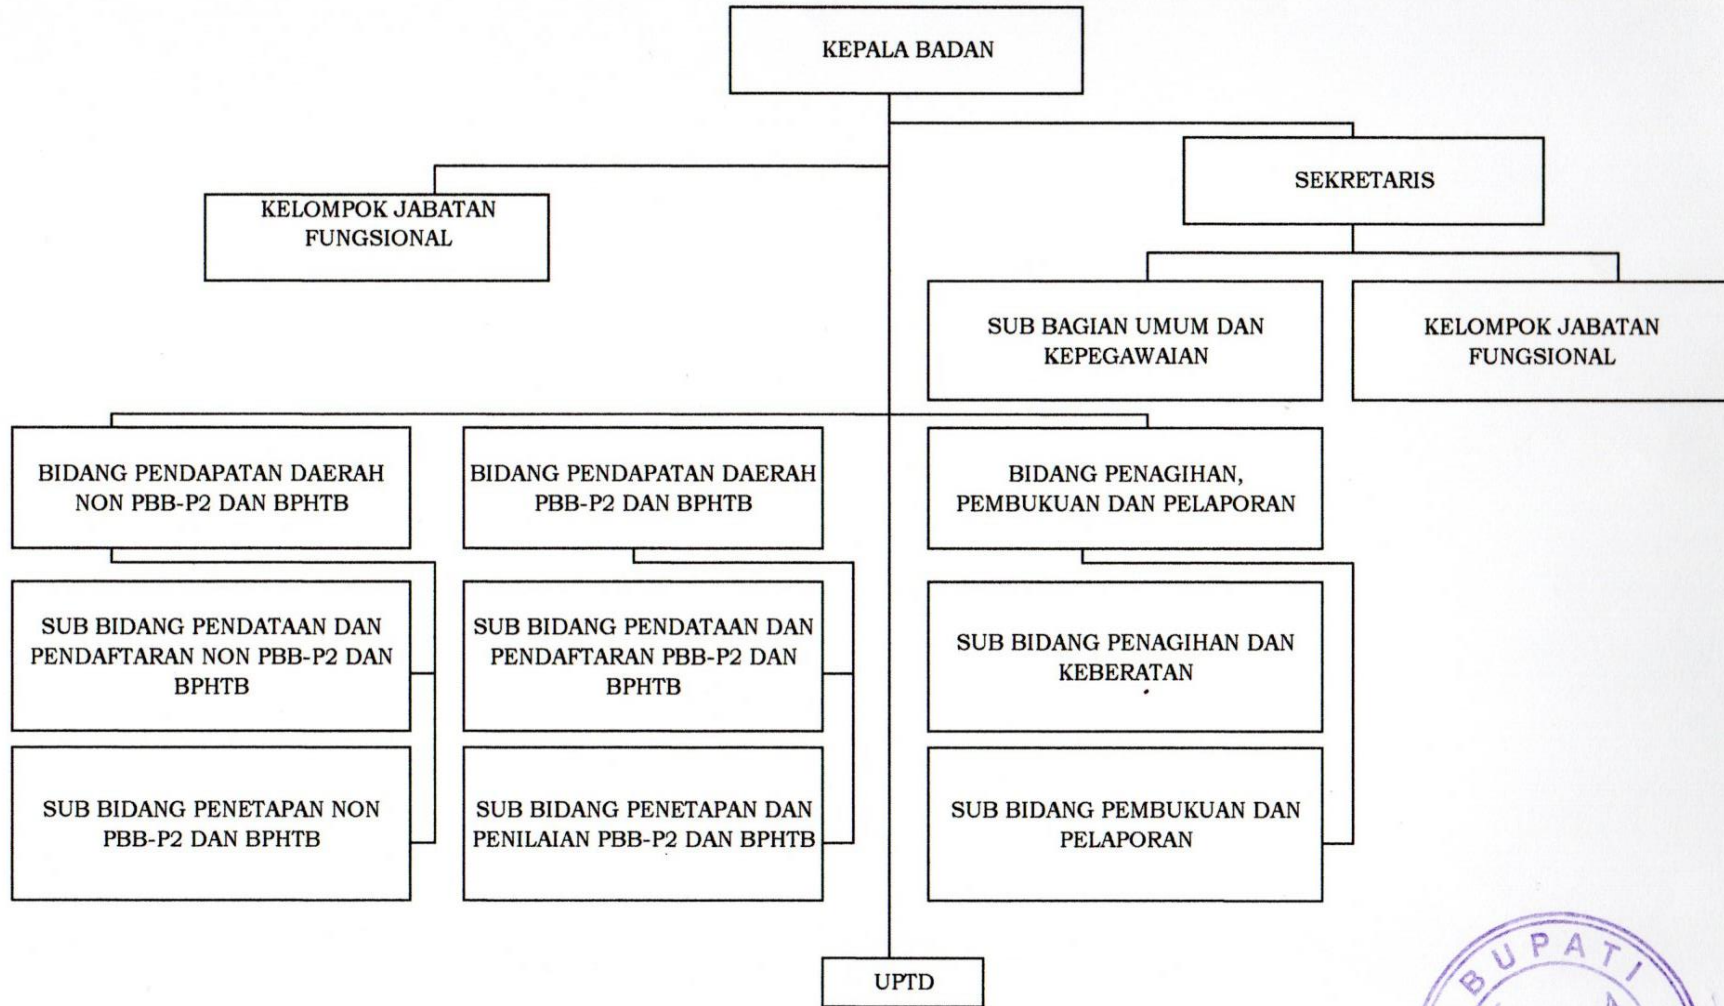 KEPALA BADAN
SEKRETARIS
KELOMPOK JABATAN
FUNGSIONAL
SUB BAGIAN UMUM DAN
KEPEGAWAIAN
KELOMPOK JABATAN
FUNGSIONAL
BIDANG PENDAPATAN DAERAH
NON PBB-P2 DAN BPHTB
BIDANG PENDAPATAN DAERAH
PBB-P2 DAN BPHTB
BIDANG PENAGIHAN,
PEMBUKUAN DAN PELAPORAN
SUB BIDANG PENDATAAN DAN
PENDAFTARAN NON PBB-P2 DAN
BPHTB
SUB BIDANG PENDATAAN DAN
PENDAFTARAN PBB-P2 DAN
BPHTB
SUB BIDANG PENAGIHAN DAN
KEBERATAN
SUB BIDANG PENETAPAN NON
PBB-P2 DAN BPHTB
SUB BIDANG PENETAPAN DAN
PENILAIAN PBB-P2 DAN BPHTB
SUB BIDANG PEMBUKUAN DAN
PELAPORAN
UPTD
BUPATI